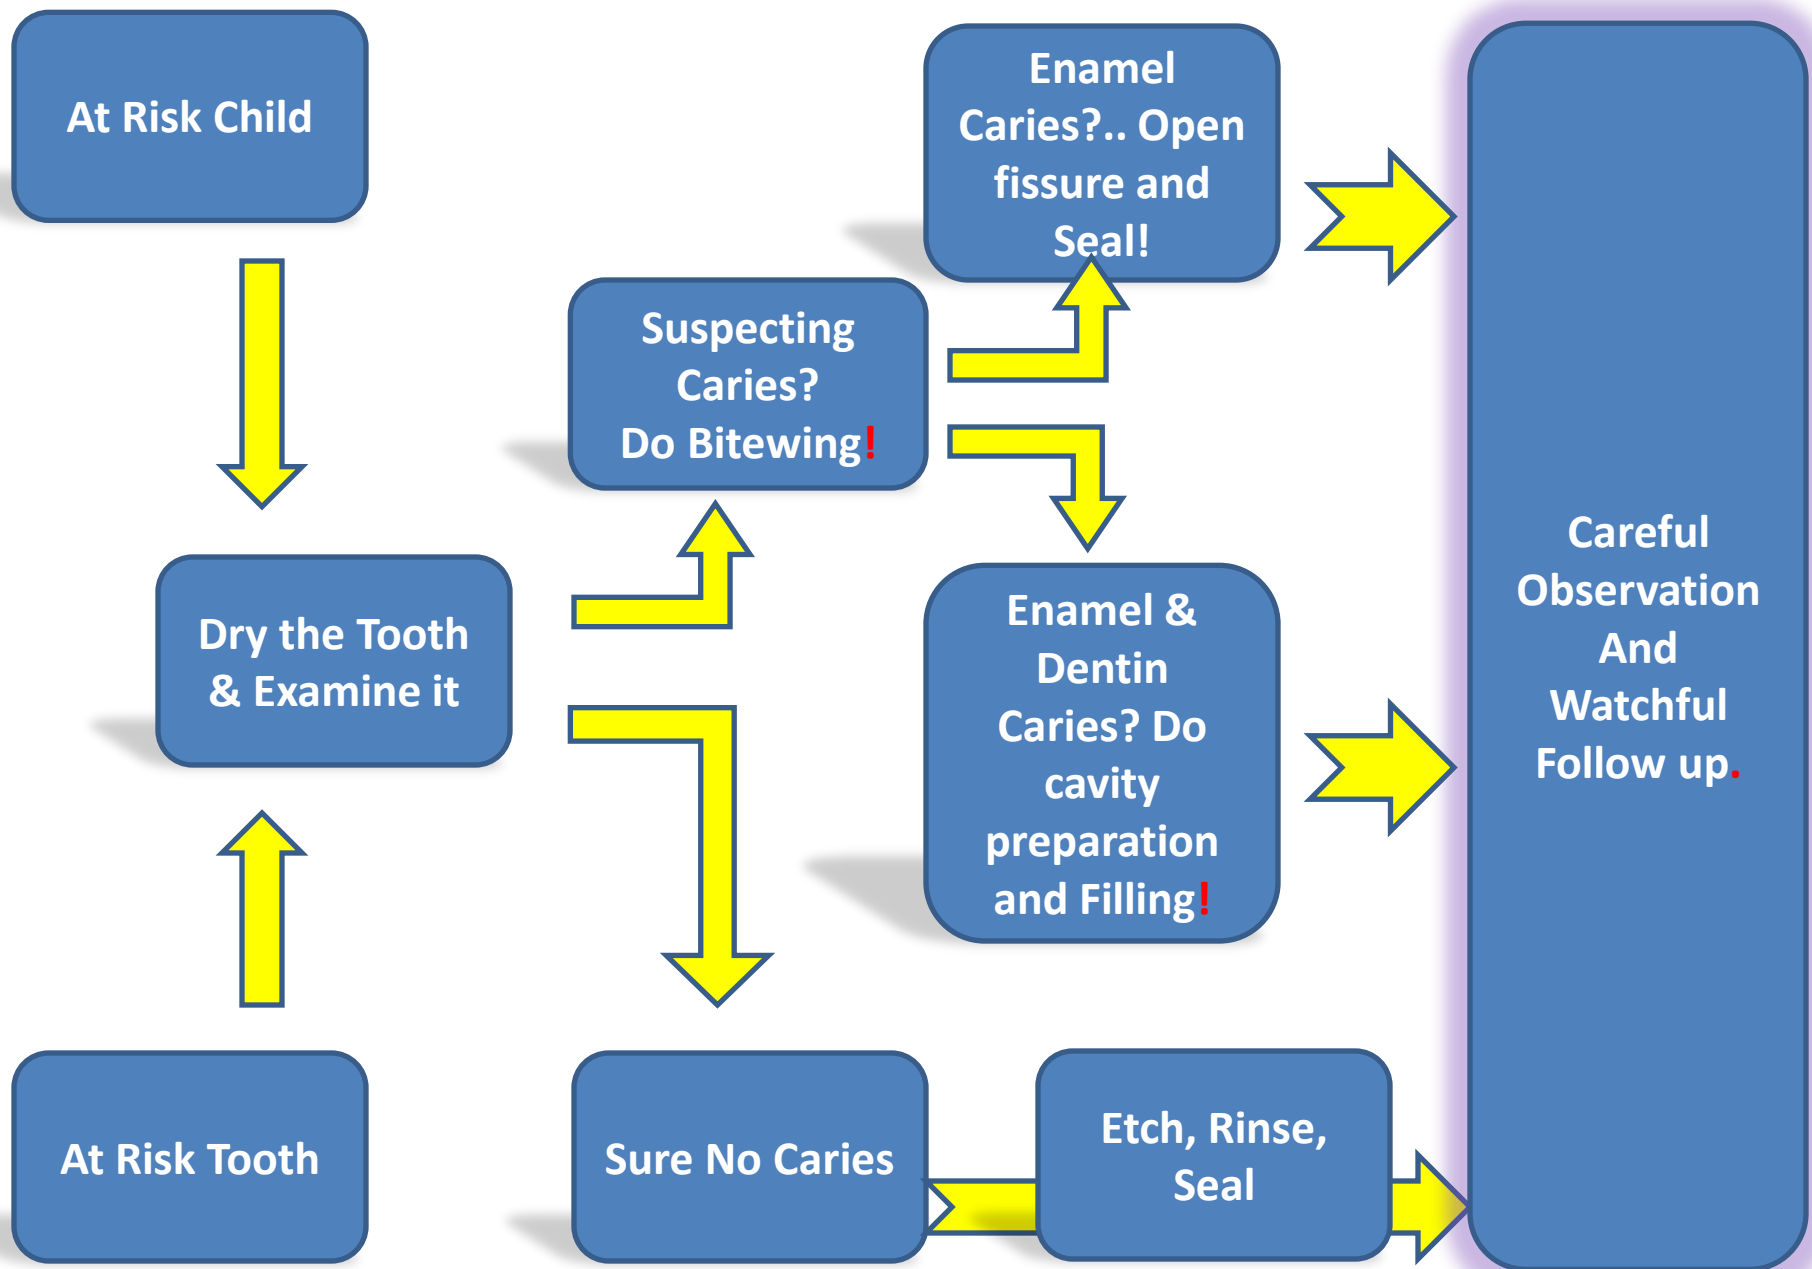 At Risk Child
Dry the Tooth
& Examine it
At Risk Tooth
Suspecting
Caries?
Do Bitewing!
Sure No Caries
Enamel
Caries?.. Open
fissure and
Seal!
Enamel &
Dentin
Caries? Do
cavity
preparation
and Filling!
Etch, Rinse,
Seal
Careful
Observation
And
Watchful
Follow up.